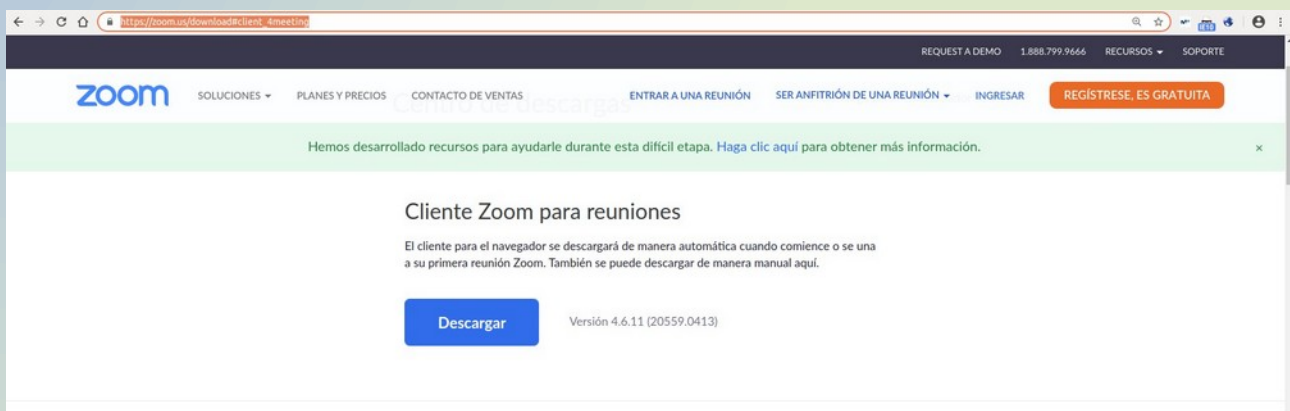 https://zoom.us/download#client_4meeting
REQUEST A DEMO 1.888.799.9666 RECURSOS SOPORTE
zoom SOLUCIONES PLANES Y PRECIOS CONTACTO DE VENTAS ENTRAR A UNA REUNIÓN SER ANFITRIÓN DE UNA REUNIÓN INGRESAR REGÍSTRESE, ES GRATUITA
Centro de descargas
Hemos desarrollado recursos para ayudarle durante esta difícil etapa. Haga clic aquí para obtener más información. ×
Cliente Zoom para reuniones
El cliente para el navegador se descargará de manera automática cuando comience o se una
a su primera reunión Zoom. También se puede descargar de manera manual aquí.
Descargar Versión 4.6.11 (20559.0413)